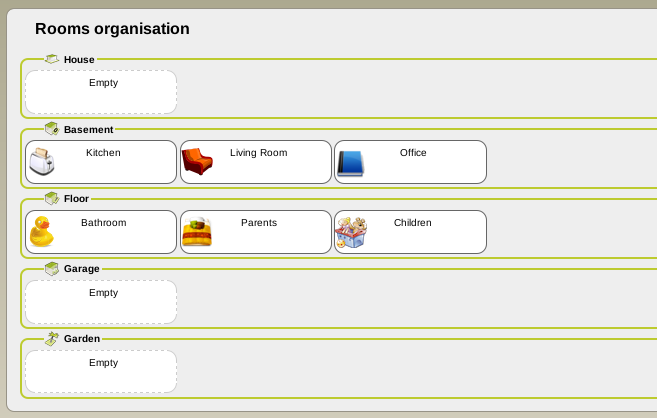 Rooms organisation
House
Empty
Basement
Kitchen Living Room Office
Floor
Bathroom Parents Children
Garage
Empty
Garden
Empty